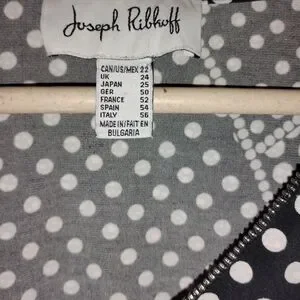 Joseph Ribkoff
CAN/US/MEX 22
UK 24
JAPAN 25
GER 50
FRANCE 52
SPAIN 54
ITALY 56
MADE IN/FAIT EN
BULGARIA